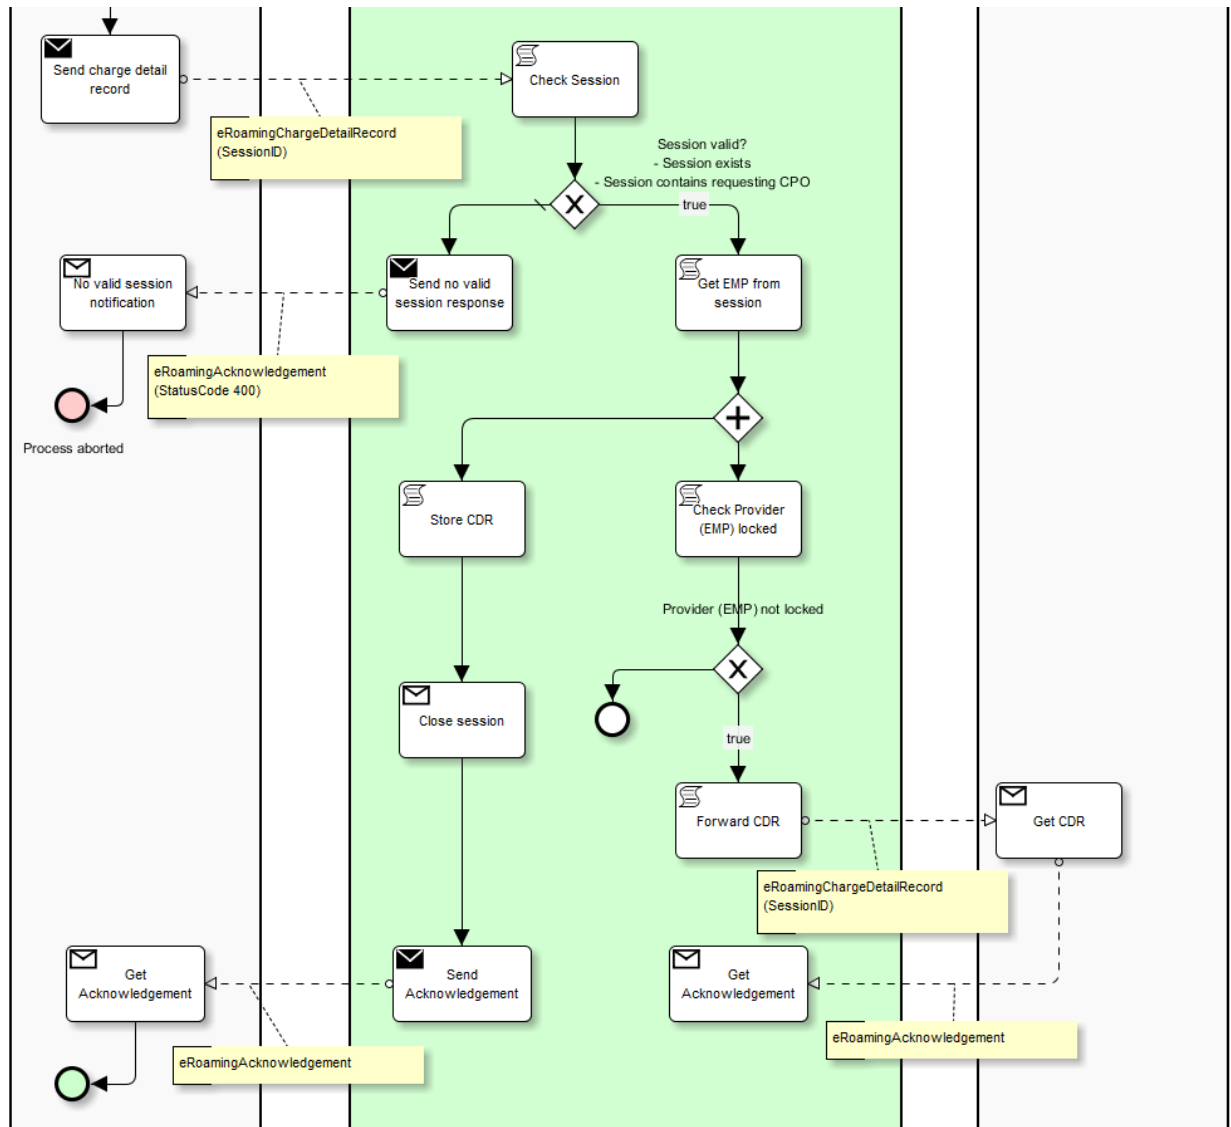 Send charge detail
record
Check Session
eRoamingChargeDetailRecord
(SessionID)
Session valid?
- Session exists
- Session contains requesting CPO
true
No valid session
notification
Send no valid
session response
Get EMP from
session
eRoamingAcknowledgement
(StatusCode 400)
Process aborted
Store CDR
Check Provider
(EMP) locked
Provider (EMP) not locked
Close session
true
Forward CDR
Get CDR
eRoamingChargeDetailRecord
(SessionID)
Get
Acknowledgement
Send
Acknowledgement
Get
Acknowledgement
eRoamingAcknowledgement
eRoamingAcknowledgement